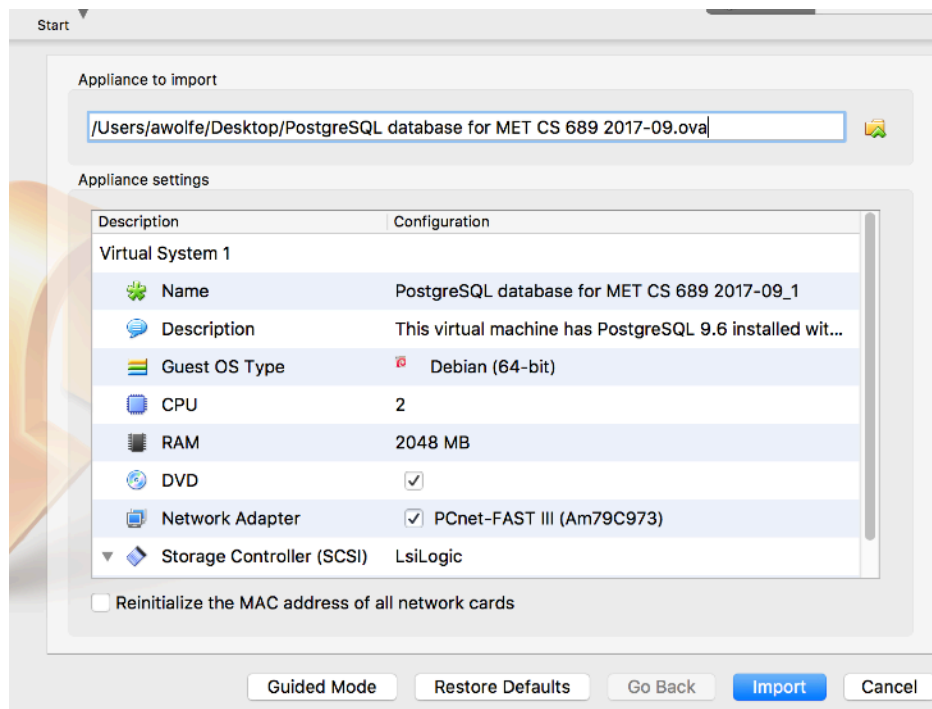 Start
Appliance to import
/Users/awolfe/Desktop/PostgreSQL database for MET CS 689 2017-09.ova
Appliance settings
Description Configuration
Virtual System 1
Name PostgreSQL database for MET CS 689 2017-09_1
Description This virtual machine has PostgreSQL 9.6 installed wit...
Guest OS Type Debian (64-bit)
CPU 2
RAM 2048 MB
DVD
Network Adapter PCnet-FAST III (Am79C973)
Storage Controller (SCSI) LsiLogic
Reinitialize the MAC address of all network cards
Guided Mode Restore Defaults Go Back Import Cancel